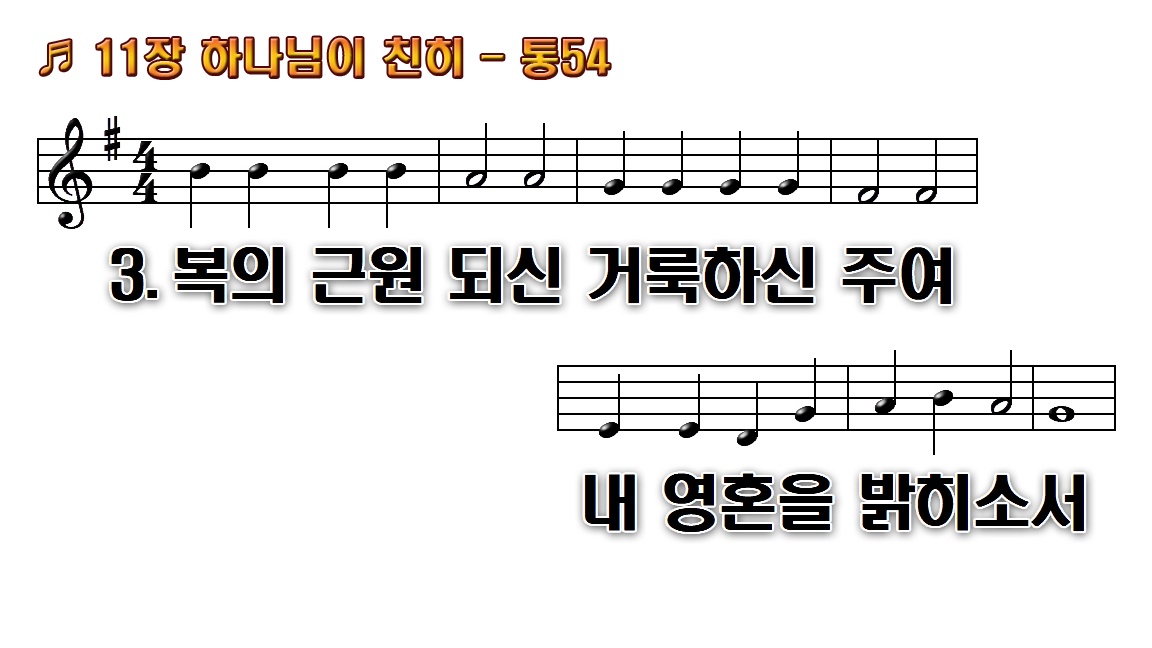 ♬ 11장 하나님이 친히 - 통54
3. 복의 근원 되신 거룩하신 주여
내 영혼을 밝히소서